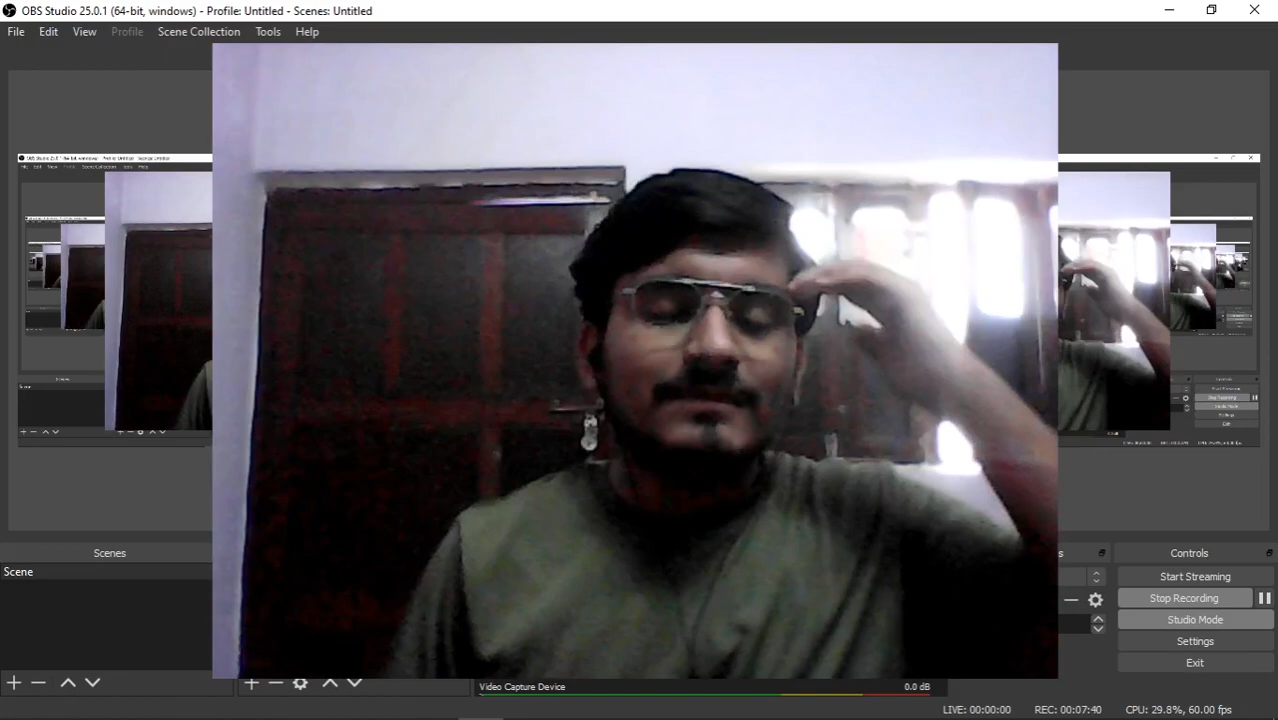 OBS Studio 25.0.1 (64-bit, windows) - Profile: Untitled - Scenes: Untitled
File Edit View Profile Scene Collection Tools Help
Scenes
Controls
Scene
Start Streaming
Stop Recording
Studio Mode
Settings
Exit
Video Capture Device 0.0 dB
LIVE: 00:00:00 REC: 00:07:40 CPU: 29.8%, 60.00 fps